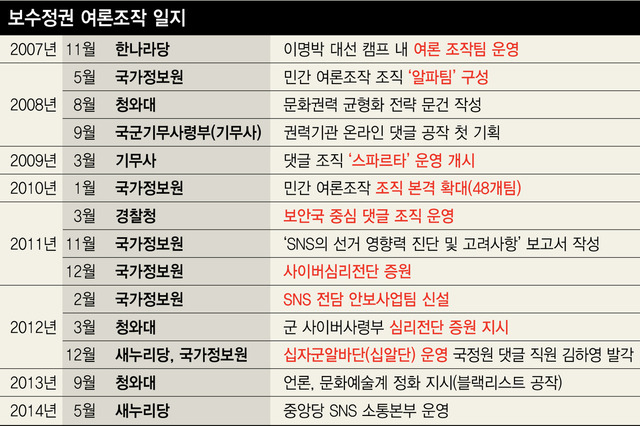 보수정권 여론조작 일지
2007년 11월 한나라당 이명박 대선 캠프 내 여론 조작팀 운영
5월 국가정보원 민간 여론조작 조직 ‘알파팀’ 구성
2008년 8월 청와대 문화권력 균형화 전략 문건 작성
9월 국군기무사령부(기무사) 권력기관 온라인 댓글 공작 첫 기획
2009년 3월 기무사 댓글 조직 ‘스파르타’ 운영 개시
2010년 1월 국가정보원 민간 여론조작 조직 본격 확대(48개팀)
3월 경찰청 보안국 중심 댓글 조직 운영
2011년 11월 국가정보원 ‘SNS의 선거 영향력 진단 및 고려사항’ 보고서 작성
12월 국가정보원 사이버심리전단 증원
2월 국가정보원 SNS 전담 안보사업팀 신설
2012년 3월 청와대 군 사이버사령부 심리전단 증원 지시
12월 새누리당, 국가정보원 십자군알바단(십알단) 운영 국정원 댓글 직원 김하영 발각
2013년 9월 청와대 언론, 문화예술계 정화 지시(블랙리스트 공작)
2014년 5월 새누리당 중앙당 SNS 소통본부 운영